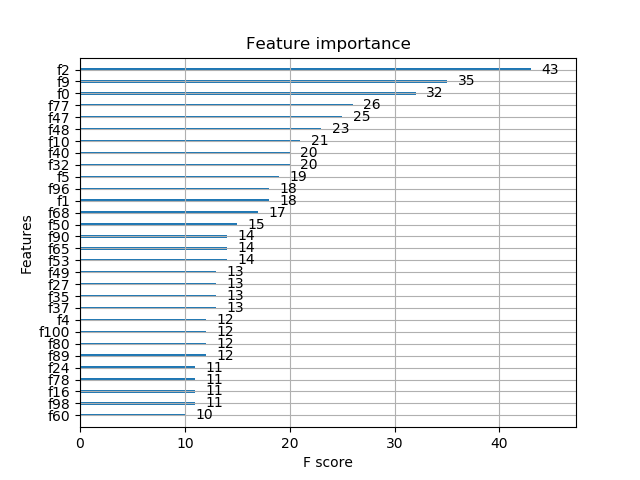 Feature importance
f2 43
f9 35
f0 32
f77 26
f47 25
f48 23
f10 21
f40 20
f32 20
f5 19
f96 18
f1 18
f68 17
f50 15
f90 14
f65 14
f53 14
f49 13
f27 13
f35 13
f37 13
f4 12
f100 12
f80 12
f89 12
f24 11
f78 11
f16 11
f98 11
f60 10
Features
0 10 20 30 40
F score